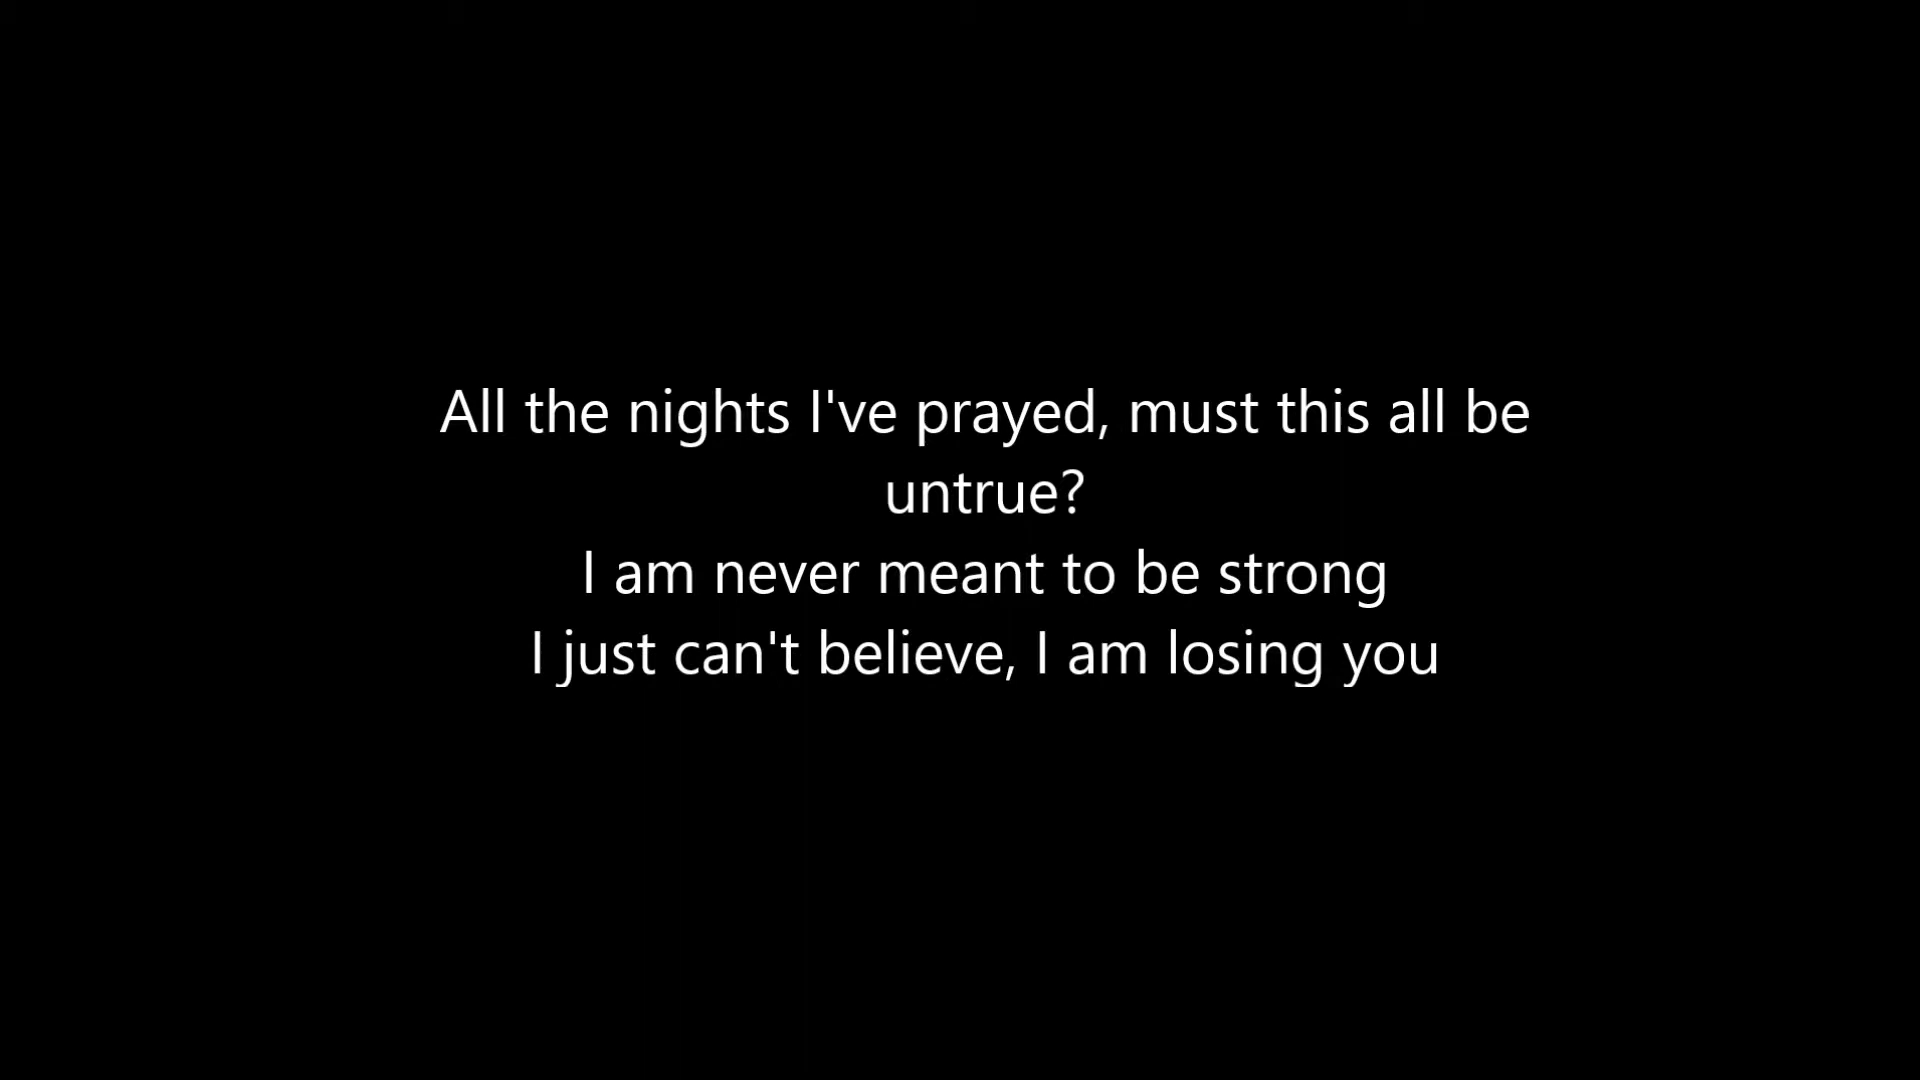 All the nights I've prayed, must this all be
untrue?
I am never meant to be strong
I just can't believe, I am losing you